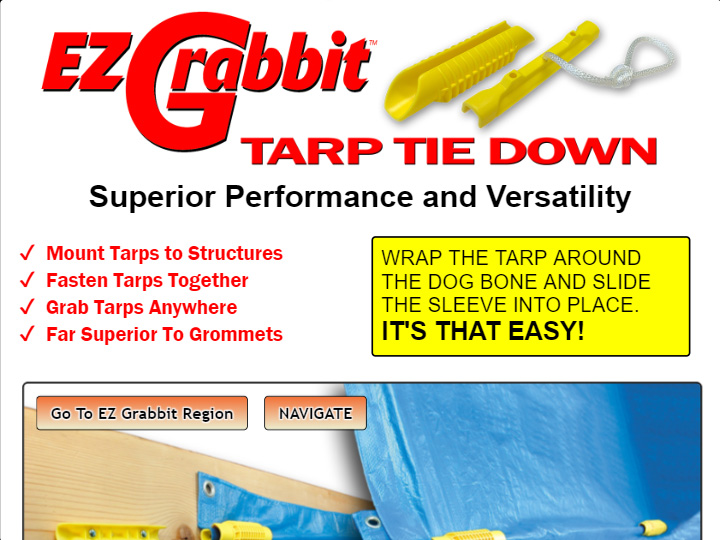 EZ Grabbit™
TARP TIE DOWN
Superior Performance and Versatility
✓ Mount Tarps to Structures
✓ Fasten Tarps Together
✓ Grab Tarps Anywhere
✓ Far Superior To Grommets
WRAP THE TARP AROUND
THE DOG BONE AND SLIDE
THE SLEEVE INTO PLACE.
IT'S THAT EASY!
Go To EZ Grabbit Region
NAVIGATE